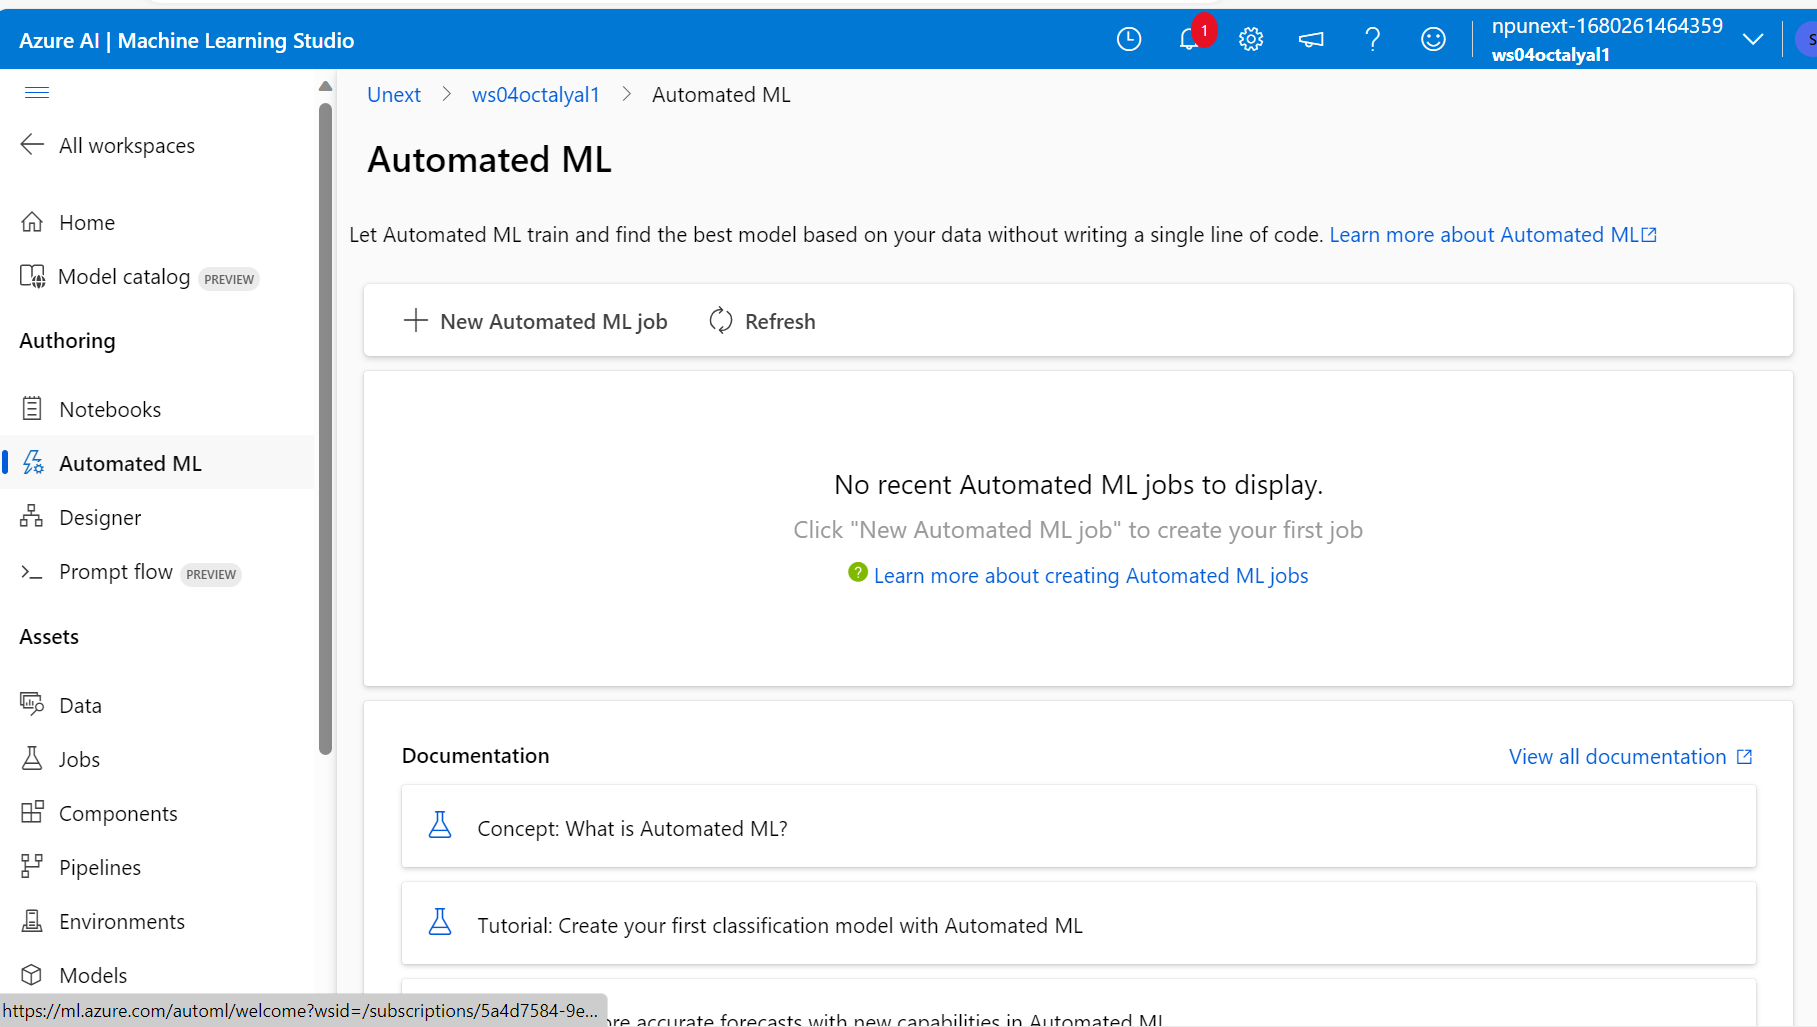 Azure AI | Machine Learning Studio
1
npunext-1680261464359
ws04octalyal1
S
All workspaces
Home
Model catalog PREVIEW
Authoring
Notebooks
Automated ML
Designer
Prompt flow PREVIEW
Assets
Data
Jobs
Components
Pipelines
Environments
Models
https://ml.azure.com/automl/welcome?wsid=/subscriptions/5a4d7584-9e...
Unext > ws04octalyal1 > Automated ML
Automated ML
Let Automated ML train and find the best model based on your data without writing a single line of code. Learn more about Automated ML
New Automated ML job Refresh
No recent Automated ML jobs to display.
Click "New Automated ML job" to create your first job
? Learn more about creating Automated ML jobs
Documentation
View all documentation
Concept: What is Automated ML?
Tutorial: Create your first classification model with Automated ML
accurate forecasts with new capabilities in Automated ML